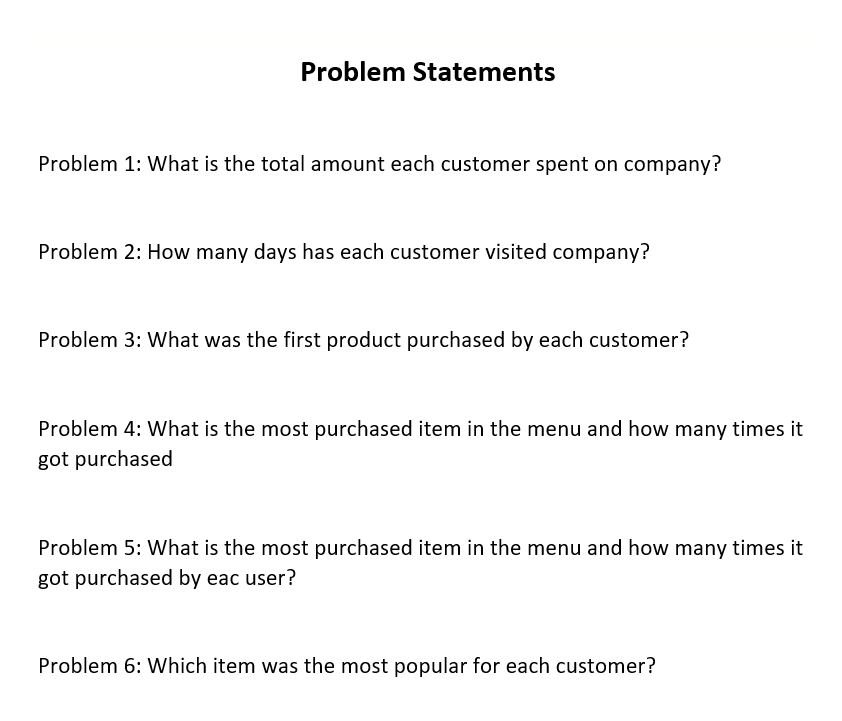 Problem Statements
Problem 1: What is the total amount each customer spent on company?
Problem 2: How many days has each customer visited company?
Problem 3: What was the first product purchased by each customer?
Problem 4: What is the most purchased item in the menu and how many times it
got purchased
Problem 5: What is the most purchased item in the menu and how many times it
got purchased by eac user?
Problem 6: Which item was the most popular for each customer?